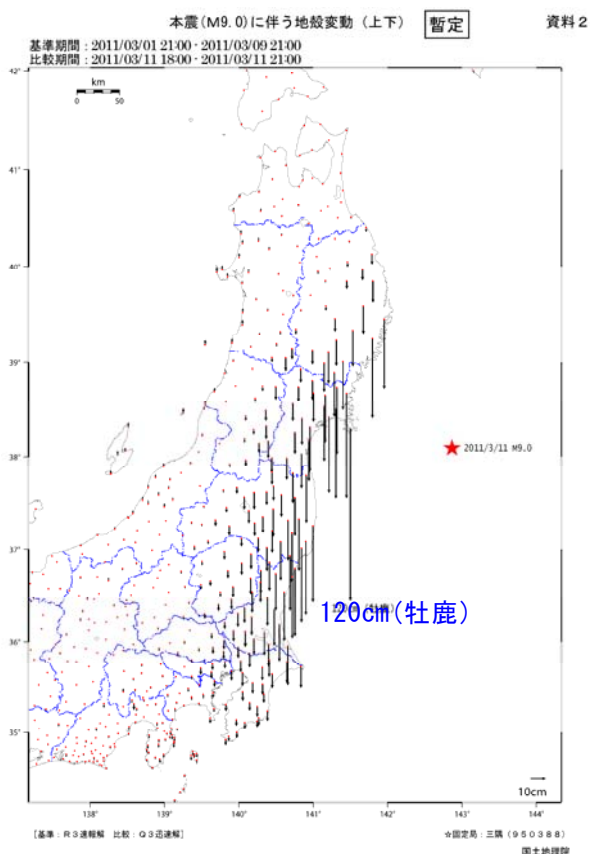 本震(M9.0)に伴う地殻変動(上下)
暫定
資料2
基準期間:2011/03/01 21:00 - 2011/03/09 21:00
比較期間:2011/03/11 18:00 - 2011/03/11 21:00
km
0 50
42°
41°
40°
39°
38°
37°
36°
35°
2011/3/11 M9.0
120cm(牡鹿)
10cm
138°
139°
140°
141°
142°
143°
144°
[基準:R3速報解 比較:Q3迅速解]
☆固定局:三隅(950388)
国土地理院